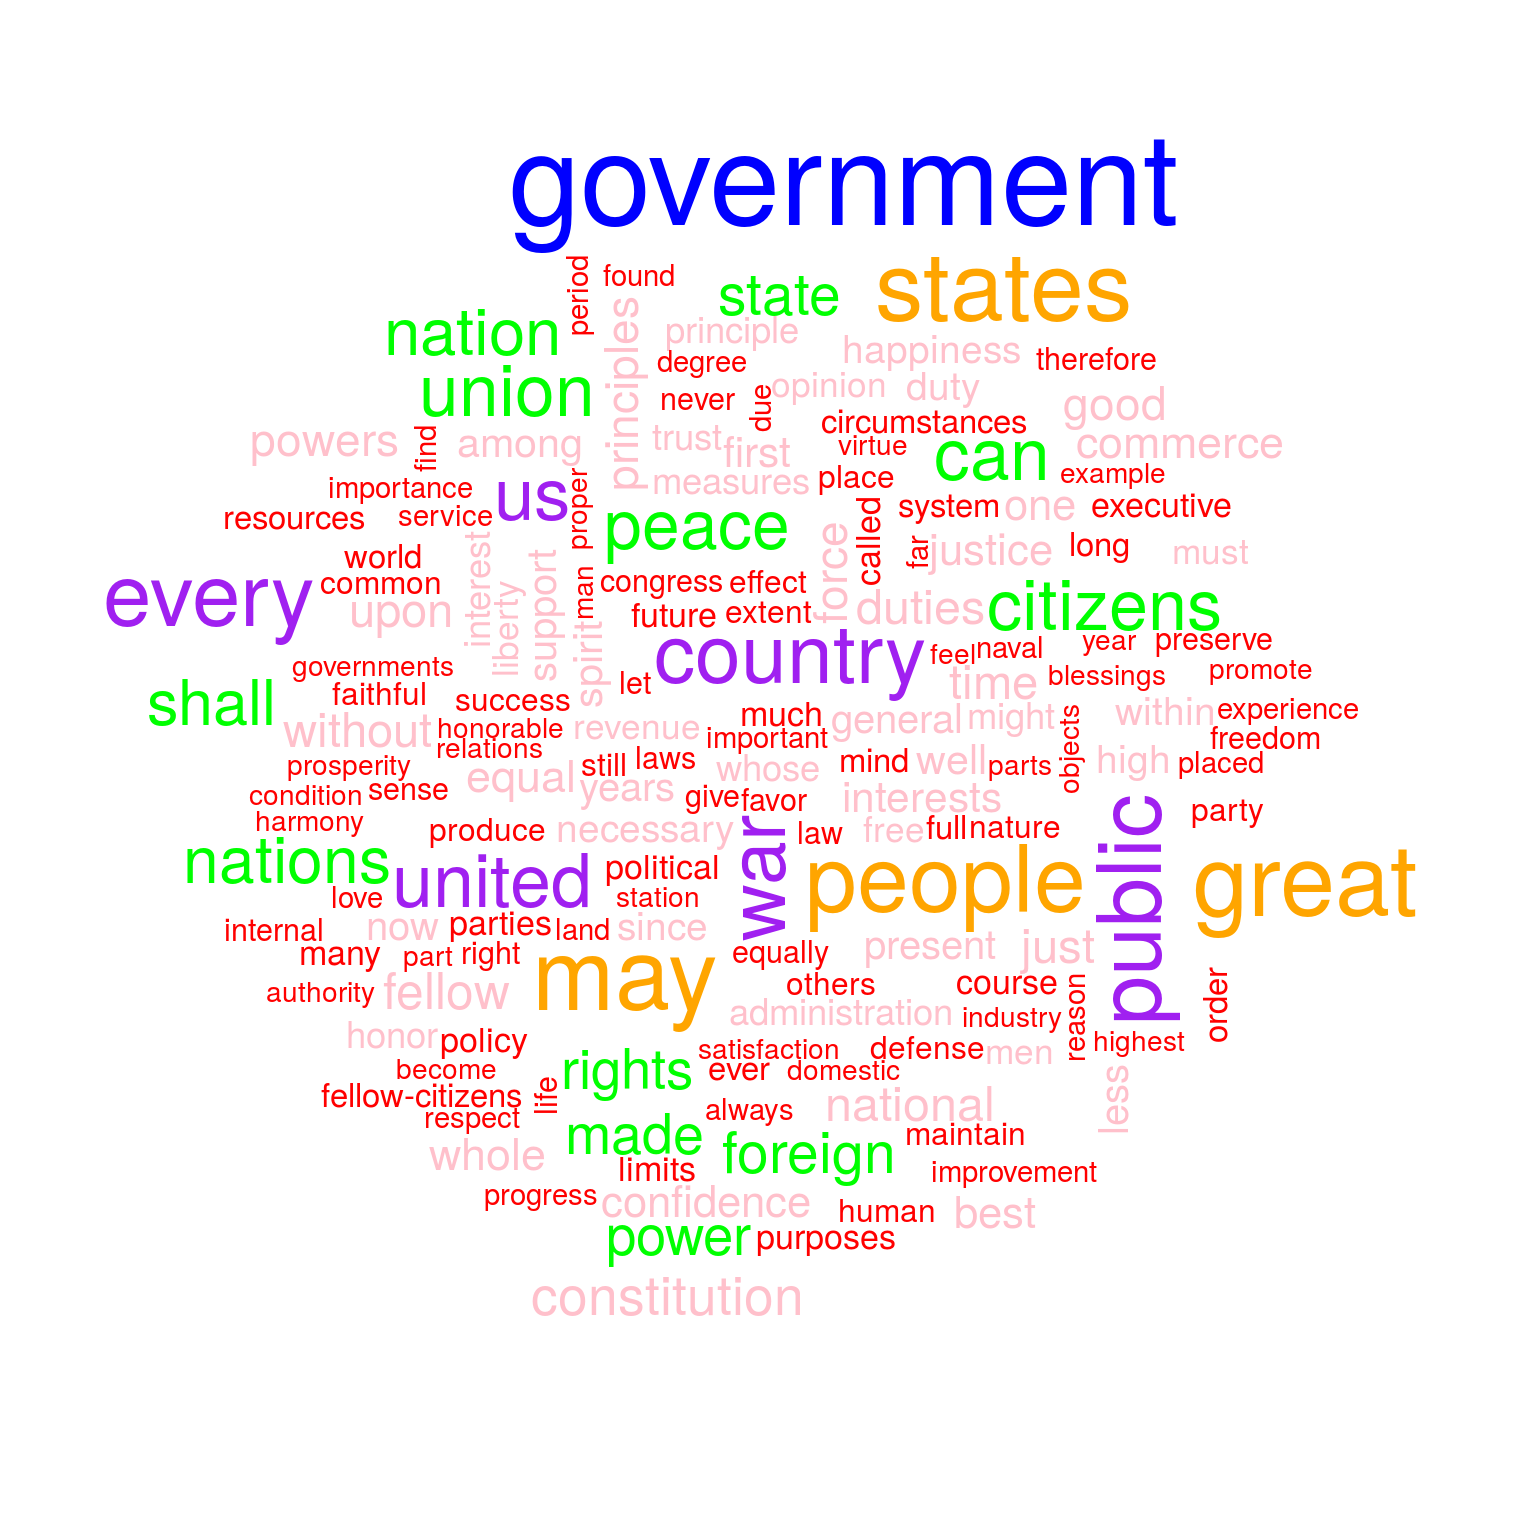 government
period
found
state
states
nation
principles
principle
happiness
therefore
degree
union
never
due
opinion
duty
good
circumstances
powers
find
among
trust
first
virtue
can
commerce
importance
us
proper
measures
place
example
resources
service
peace
called
system
one
executive
world
interest
support
force
far
justice
long
must
every
common
upon
liberty
man
congress
effect
future
extent
duties
citizens
spirit
country
feel
naval
year
preserve
governments
let
time
blessings
promote
shall
faithful
success
much
general
might
objects
within
experience
without
honorable
revenue
important
freedom
relations
prosperity
equal
still
laws
whose
mind
well
parts
high
placed
condition
sense
years
give
favor
interests
public
party
harmony
produce
necessary
war
law
free
full
nature
nations
united
political
people
great
love
station
internal
now
parties
land
since
many
part
right
may
equally
present
just
authority
fellow
others
course
reason
order
administration
industry
honor
policy
satisfaction
defense
men
highest
become
rights
ever
domestic
less
fellow-citizens
life
respect
always
national
whole
made
foreign
maintain
limits
improvement
progress
confidence
human
best
power
purposes
constitution